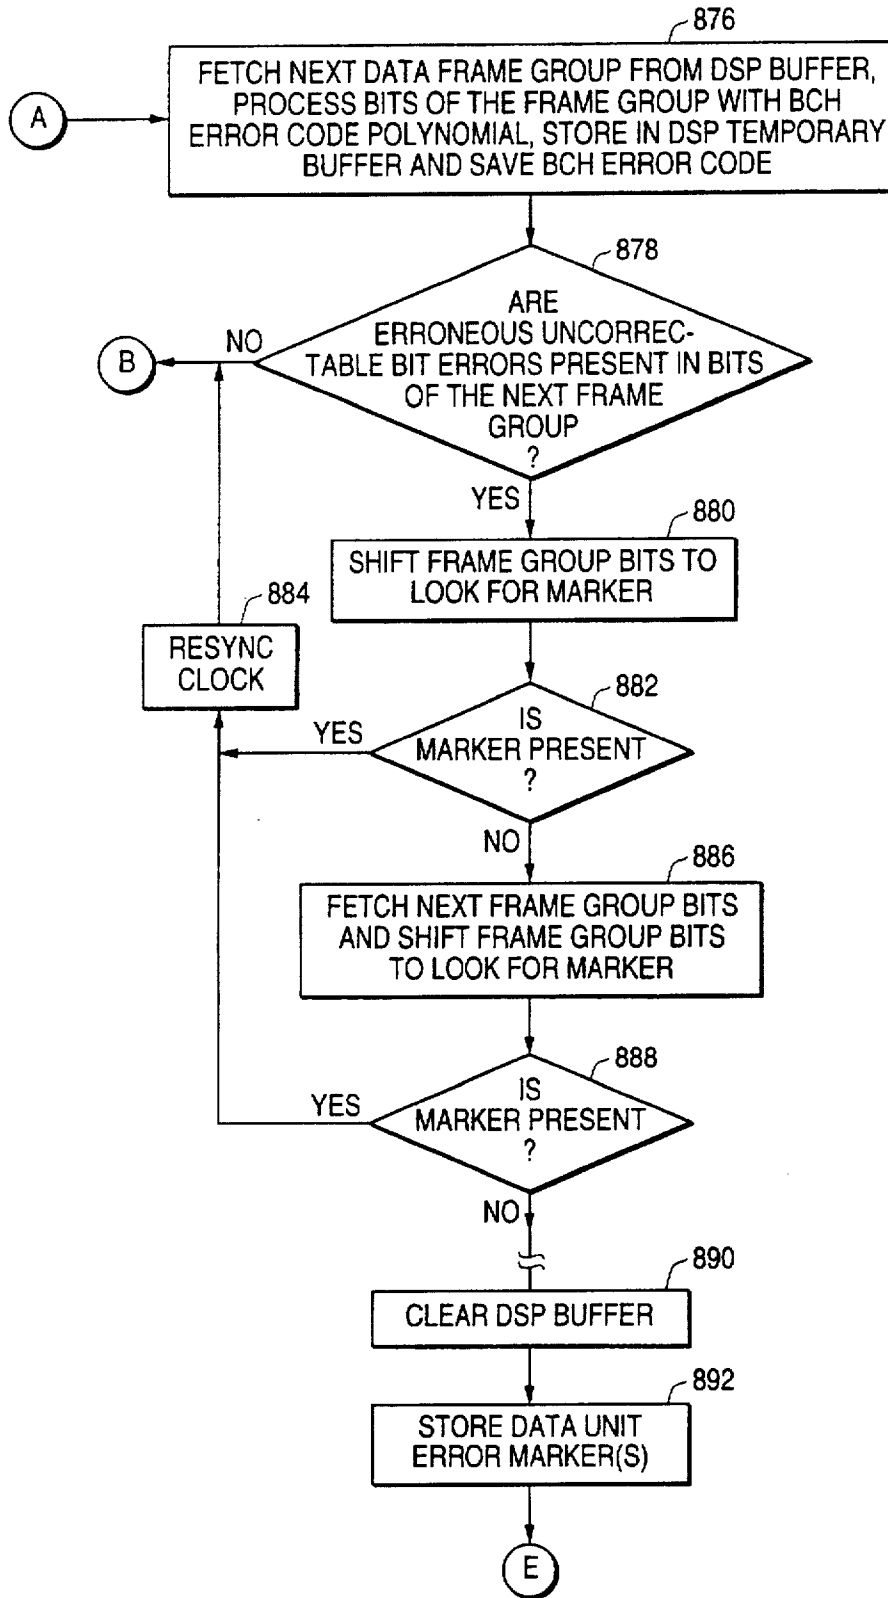 876
FETCH NEXT DATA FRAME GROUP FROM DSP BUFFER,
PROCESS BITS OF THE FRAME GROUP WITH BCH
ERROR CODE POLYNOMIAL, STORE IN DSP TEMPORARY
BUFFER AND SAVE BCH ERROR CODE
A
878
ARE
ERRONEOUS UNCORREC-
TABLE BIT ERRORS PRESENT IN BITS
OF THE NEXT FRAME
GROUP
?
NO
B
YES
880
SHIFT FRAME GROUP BITS TO
LOOK FOR MARKER
884
RESYNC
CLOCK
882
IS
MARKER PRESENT
?
YES
NO
886
FETCH NEXT FRAME GROUP BITS
AND SHIFT FRAME GROUP BITS
TO LOOK FOR MARKER
888
IS
MARKER PRESENT
?
YES
NO
890
CLEAR DSP BUFFER
892
STORE DATA UNIT
ERROR MARKER(S)
E